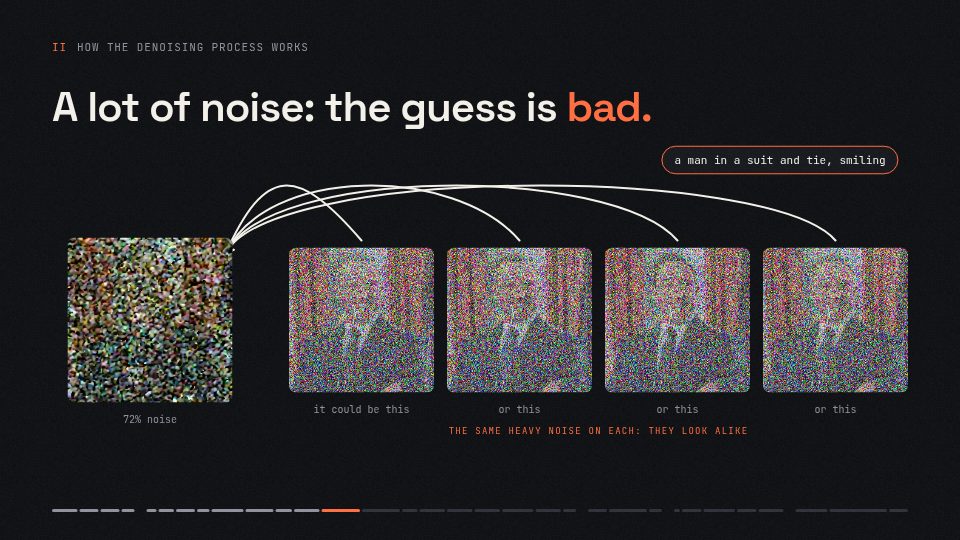 II HOW THE DENOISING PROCESS WORKS
A lot of noise: the guess is bad.
a man in a suit and tie, smiling
72% noise
it could be this
or this
or this
or this
THE SAME HEAVY NOISE ON EACH: THEY LOOK ALIKE